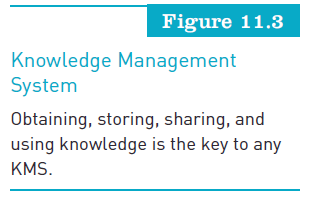 Figure 11.3
Knowledge Management
System
Obtaining, storing, sharing, and
using knowledge is the key to any
KMS.